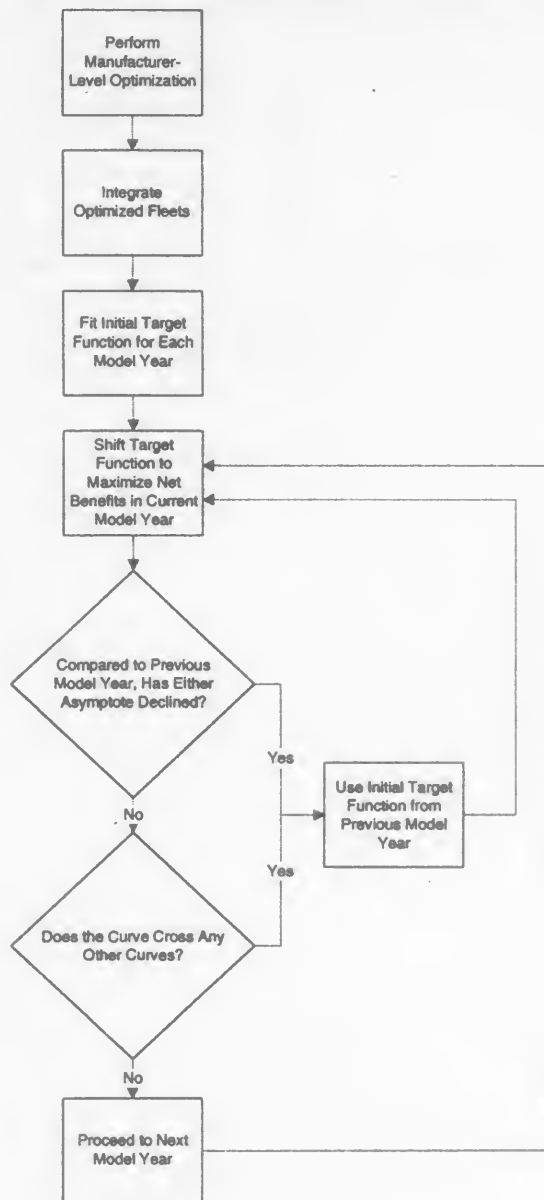 Perform
Manufacturer-
Level Optimization
Integrate
Optimized Fleets
Fit Initial Target
Function for Each
Model Year
Shift Target
Function to
Maximize Net
Benefits in Current
Model Year
Compared to Previous
Model Year, Has Either
Asymptote Declined?
Yes
Use Initial Target
Function from
Previous Model
Year
No
Yes
Does the Curve Cross Any
Other Curves?
No
Proceed to Next
Model Year